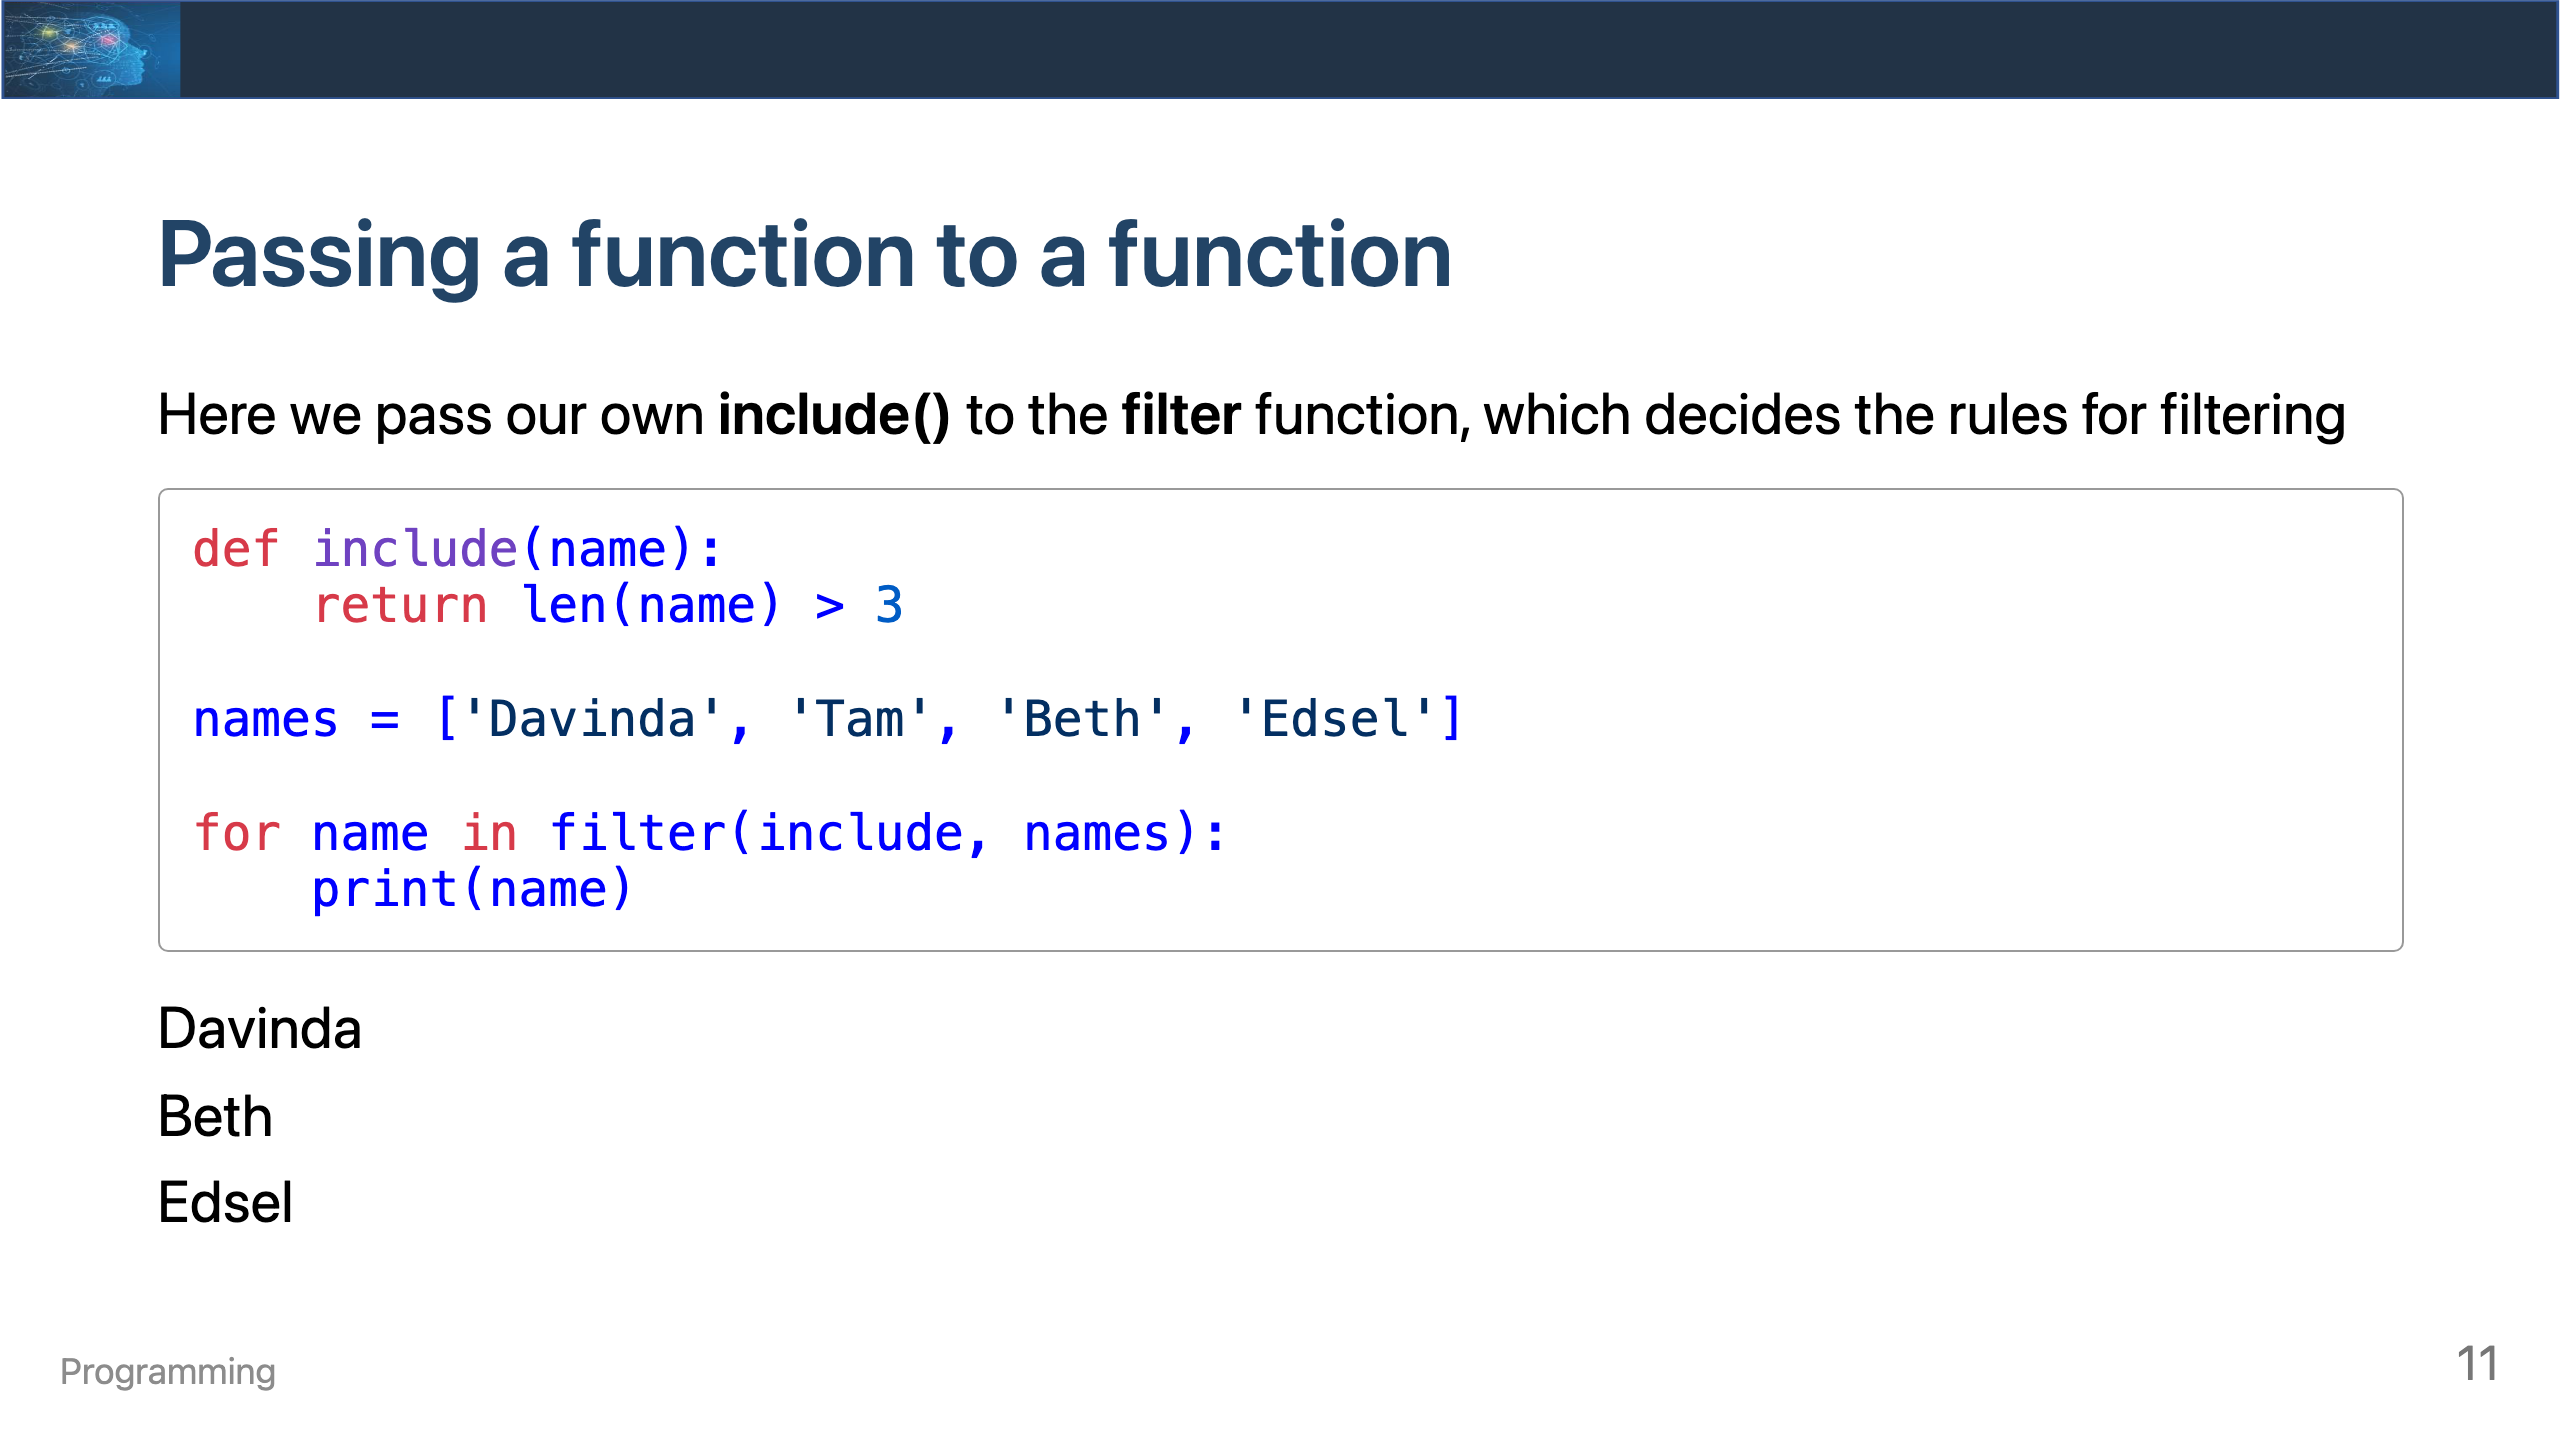 Passing a function to a function
Here we pass our own include() to the filter function, which decides the rules for filtering
def include(name):
    return len(name) > 3
names = ['Davinda', 'Tam', 'Beth', 'Edsel']
for name in filter(include, names):
    print(name)
Davinda
Beth
Edsel
Programming
11